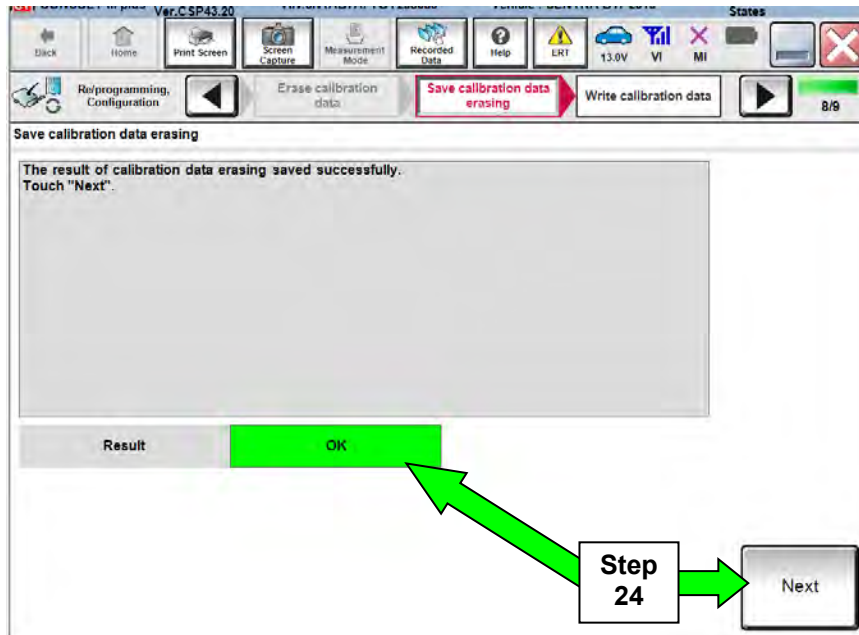 Ver.CSP43.20
States
Back
Home
Print Screen
Screen
Capture
Measurement
Mode
Recorded
Data
Help
ERT
13.0V
VI
MI
Re/programming,
Configuration
Erase calibration
data
Save calibration data
erasing
Write calibration data
8/9
Save calibration data erasing
The result of calibration data erasing saved successfully.
Touch "Next".
Result
OK
Step
24
Next